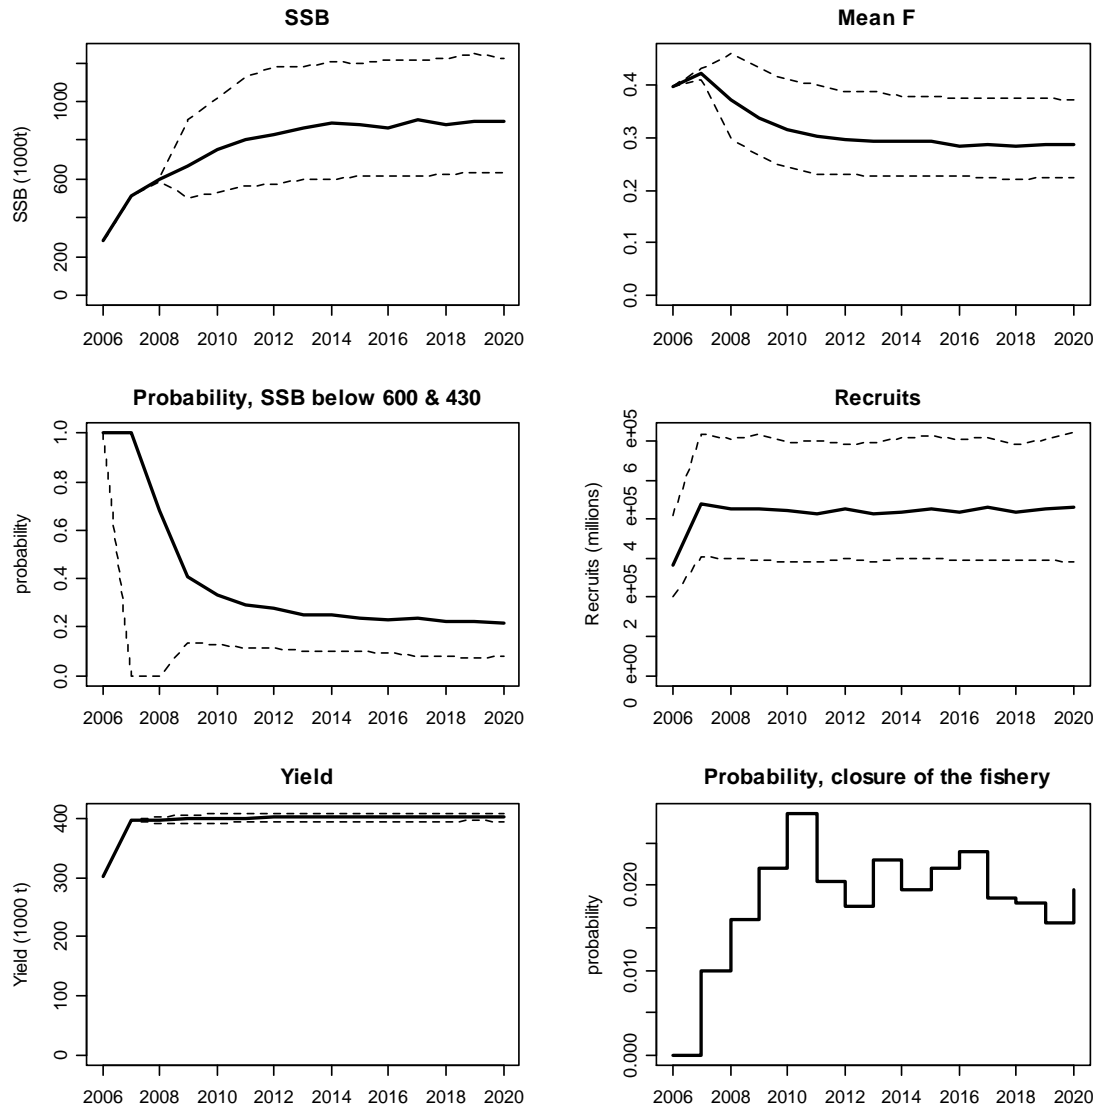 SSB
SSB (1000t)
1000
600
200
0
2006 2008 2010 2012 2014 2016 2018 2020
Mean F
0.4
0.3
0.2
0.1
0.0
2006 2008 2010 2012 2014 2016 2018 2020
Probability, SSB below 600 & 430
probability
1.0
0.8
0.6
0.4
0.2
0.0
2006 2008 2010 2012 2014 2016 2018 2020
Recruits
Recruits (millions)
6 e+05
4 e+05
2 e+05
0 e+00
2006 2008 2010 2012 2014 2016 2018 2020
Yield
Yield (1000 t)
400
300
200
100
0
2006 2008 2010 2012 2014 2016 2018 2020
Probability, closure of the fishery
probability
0.020
0.010
0.000
2006 2008 2010 2012 2014 2016 2018 2020